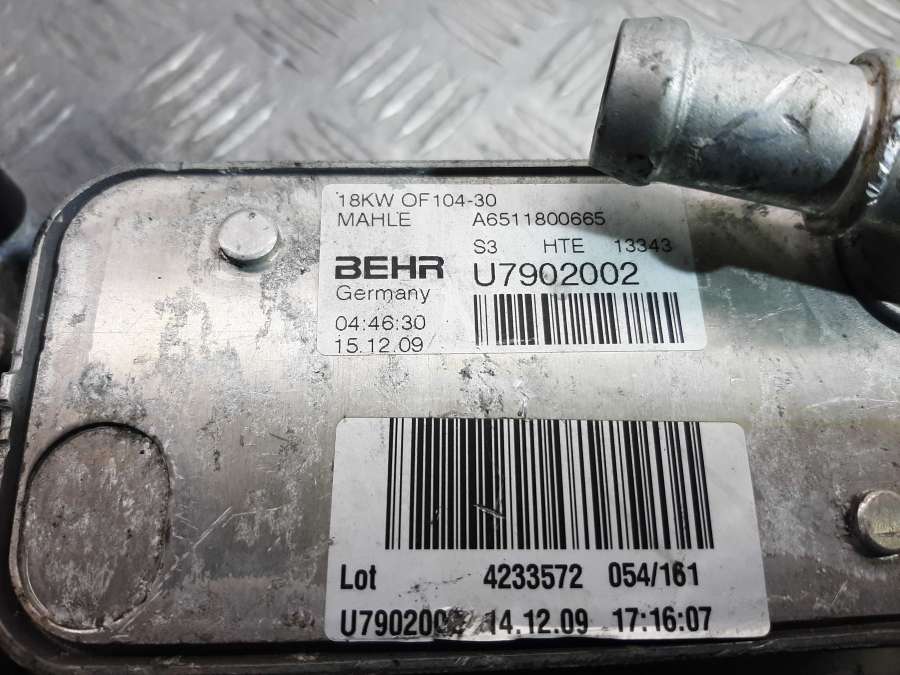 18KW OF104-30
MAHLE A6511800665
S3 HTE 13343
BEHR U7902002
Germany
04:46:30
15.12.09
Lot 4233572 054/161
14.12.09 17:16:07